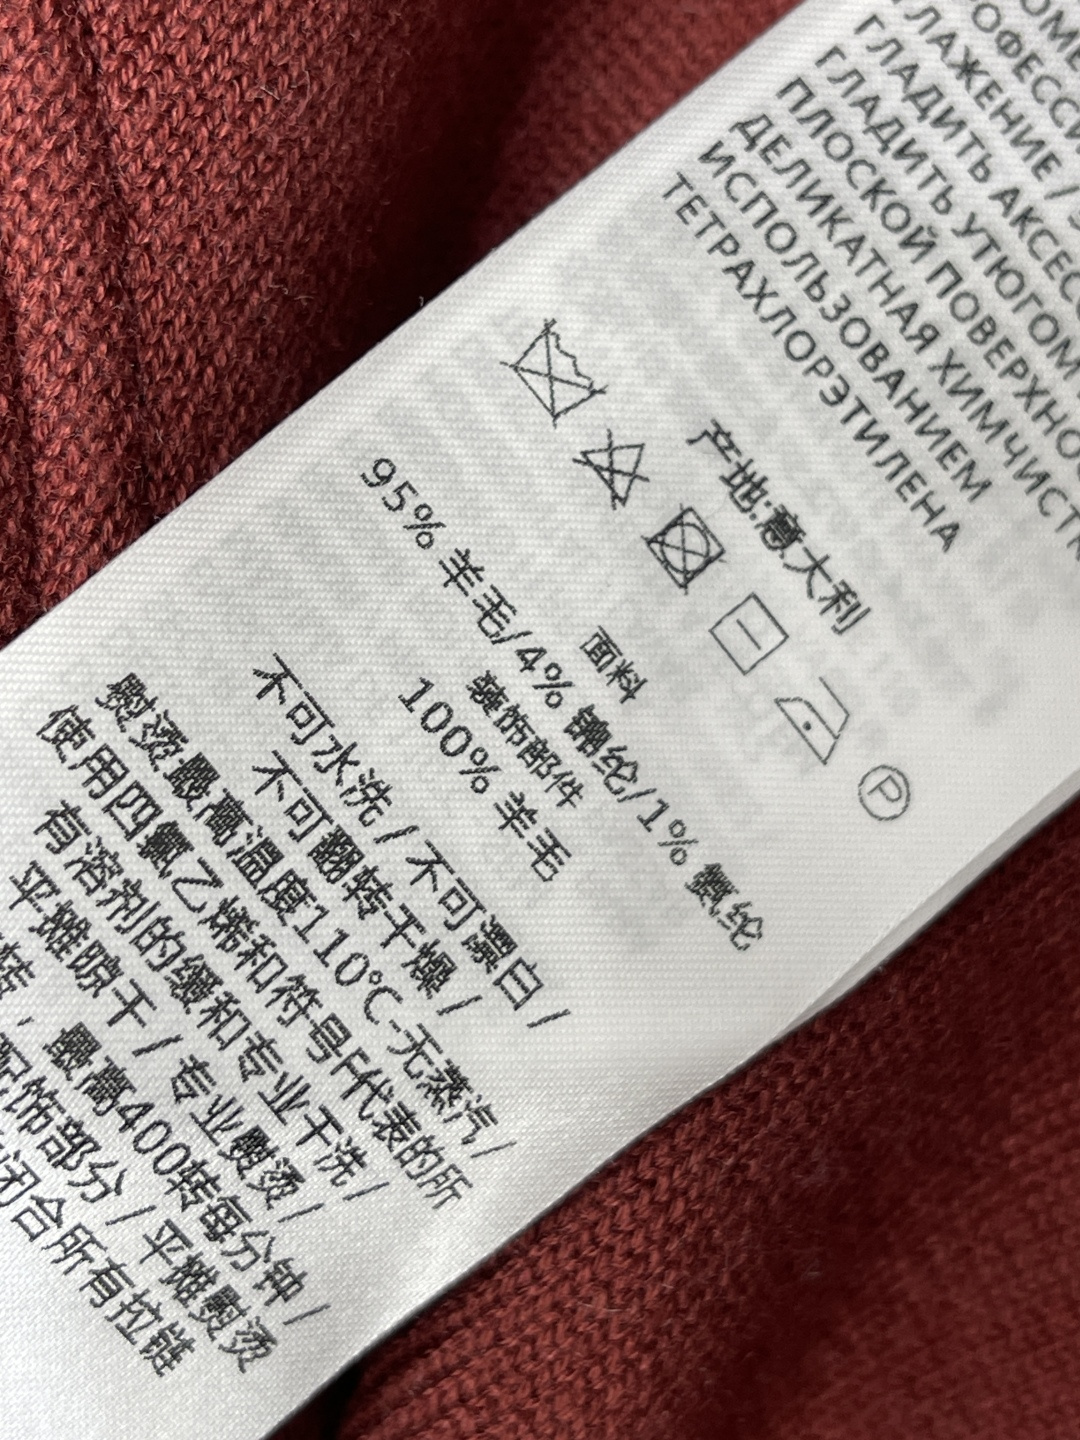 ГЛАЖЕНИЕ /
ГЛАДИТЬ АКСЕСС
ГЛАДИТЬ УТЮГОМ
ПЛОСКОЙ ПОВЕРХНОС
ДЕЛИКАТНАЯ ХИМЧИСТК
ИСПОЛЬЗОВАНИЕМ
ТЕТРАХЛОРЭТИЛЕНА
产地:意大利
P
面料
95% 羊毛/4% 锦纶/1% 氨纶
装饰部件
100% 羊毛
不可水洗 / 不可漂白 /
不可翻转干燥 /
熨烫最高温度110℃-无蒸汽 /
使用四氯乙烯和符号F代表的所
有溶剂的缓和专业干洗 /
平摊晾干 / 专业熨烫 /
转, 最高400转每分钟 /
配饰部分 / 平摊熨烫
闭合所有拉链